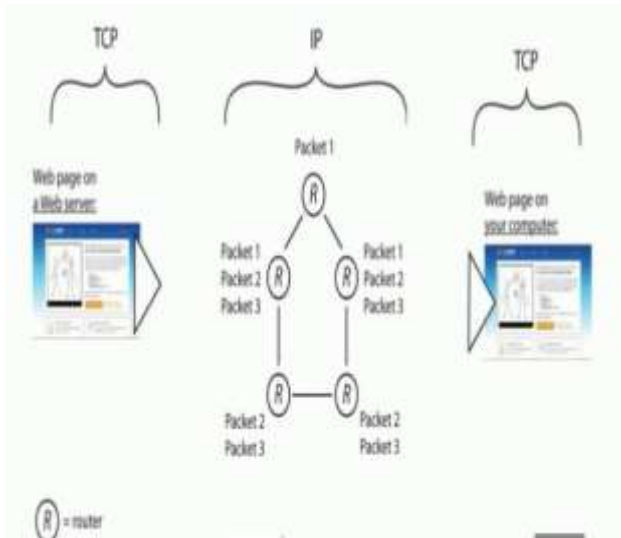 TCP
IP
TCP
Packet 1
Web page on
a Web server:
R
Web page on
your computer:
Packet 1
Packet 2
Packet 3
R
R
Packet 1
Packet 2
Packet 3
R
R
Packet 2
Packet 3
Packet 2
Packet 3
R = router